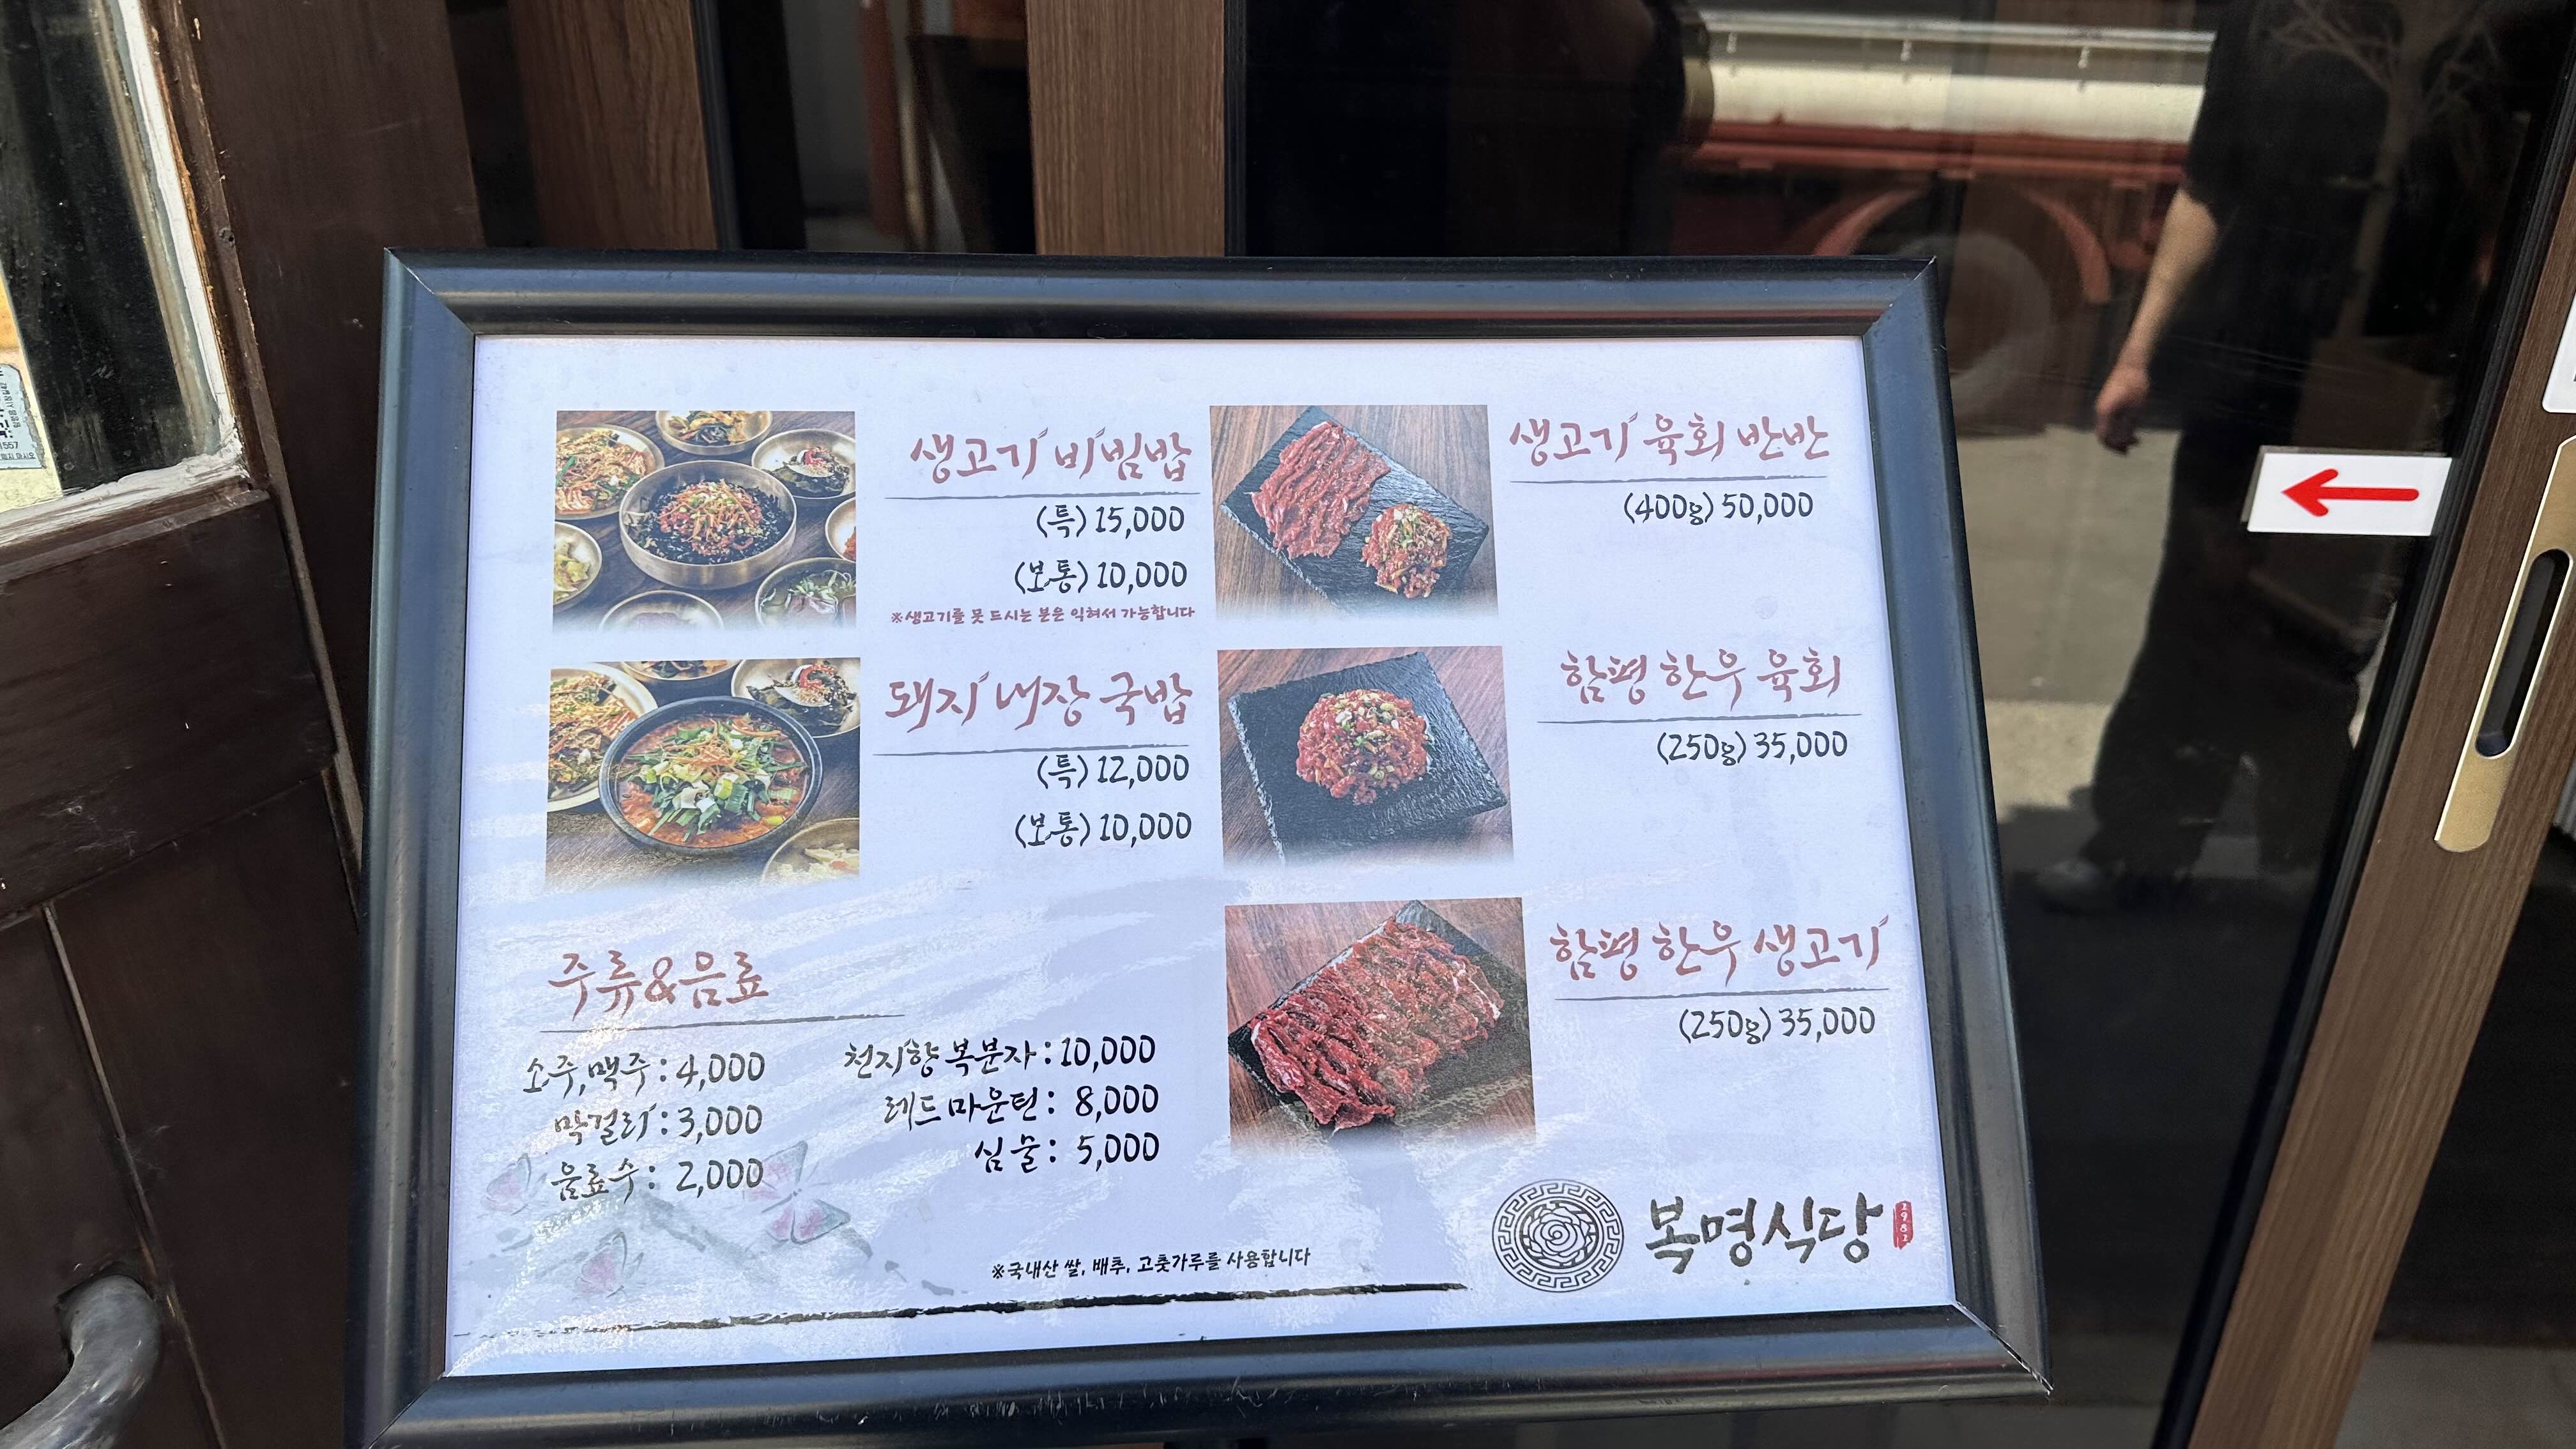 생고기 비빔밥
(특) 15,000
(보통) 10,000
※생고기를 못 드시는 분은 익혀서 가능합니다
돼지 내장 국밥
(특) 12,000
(보통) 10,000
주류&음료
소주,맥주 : 4,000
막걸리 : 3,000
음료수 : 2,000
천지향 복분자 : 10,000
레드마운틴 : 8,000
심술 : 5,000
생고기 육회 반반
(400g) 50,000
함평 한우 육회
(250g) 35,000
함평 한우 생고기
(250g) 35,000
※국내산 쌀, 배추, 고춧가루를 사용합니다
복명식당